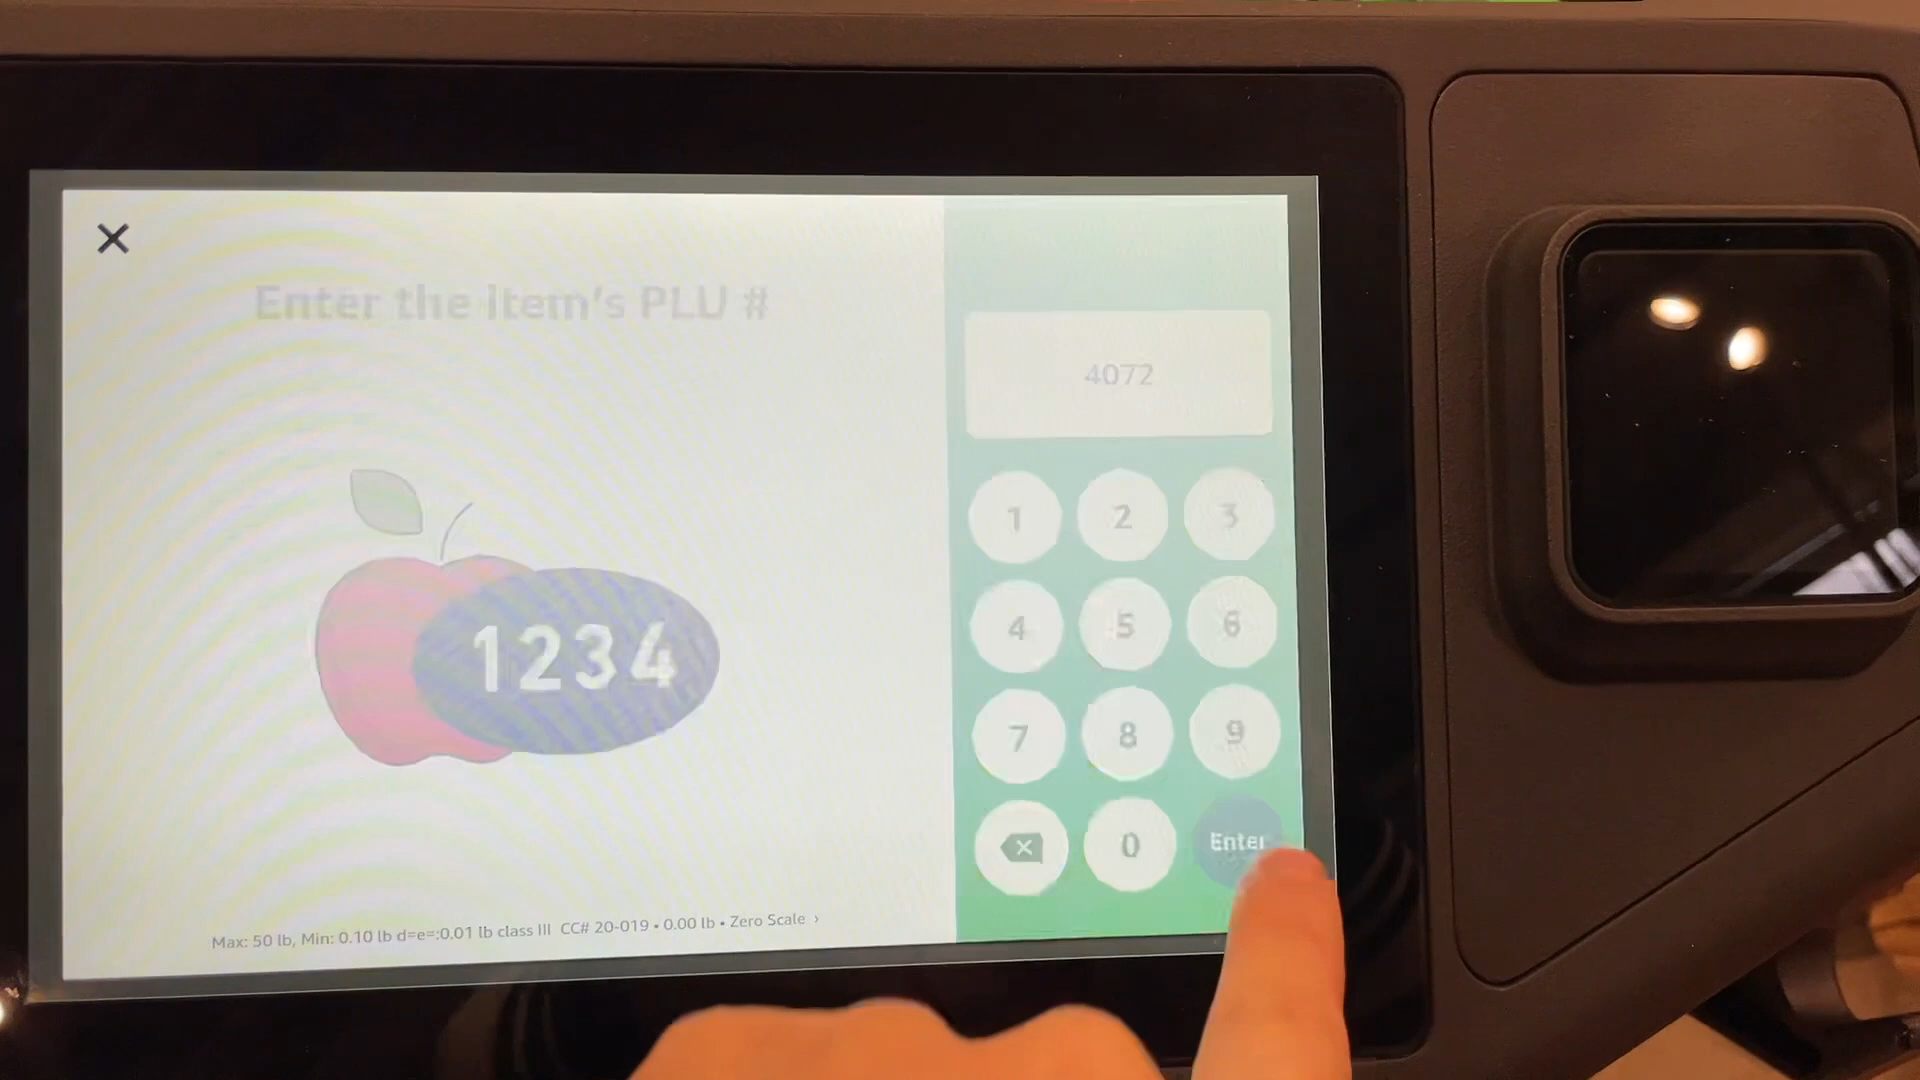 Enter the Item's PLU #
4072
1 2 3
4 5 6
1234
7 8 9
0 Enter
Max: 50 lb, Min: 0.10 lb d=e=:0.01 lb class III CC# 20-019 • 0.00 lb • Zero Scale ›